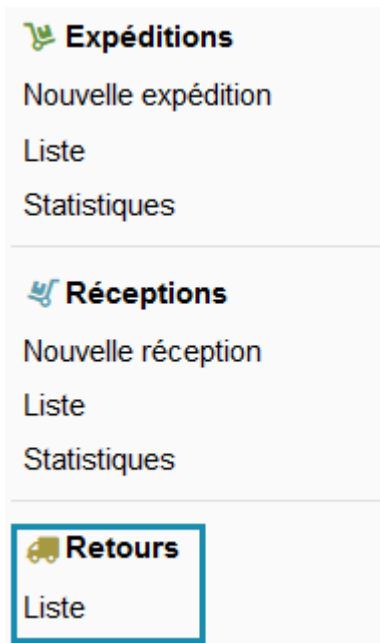 Expéditions
Nouvelle expédition
Liste
Statistiques
Réceptions
Nouvelle réception
Liste
Statistiques
Retours
Liste